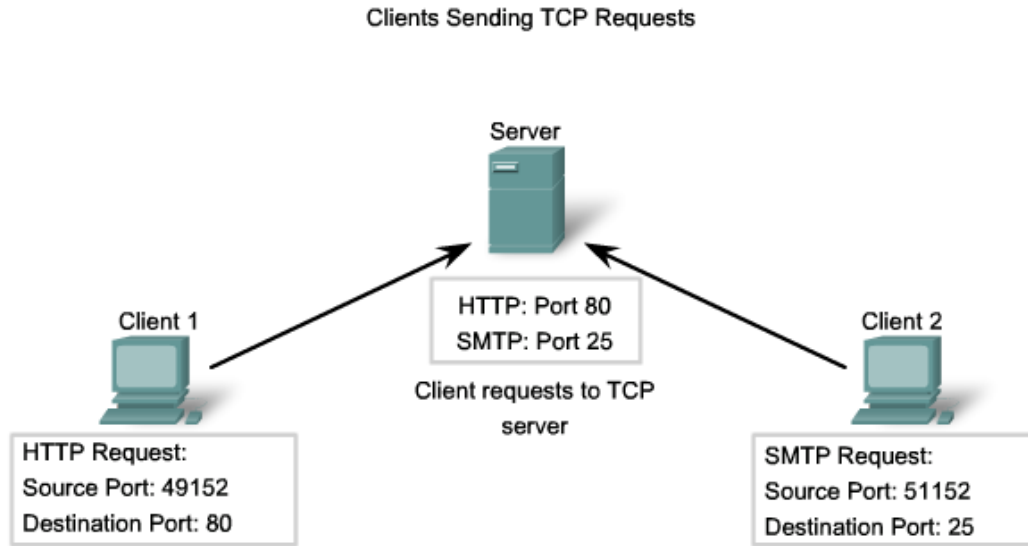 Clients Sending TCP Requests
Server
HTTP: Port 80
SMTP: Port 25
Client requests to TCP
server
Client 1
HTTP Request:
Source Port: 49152
Destination Port: 80
Client 2
SMTP Request:
Source Port: 51152
Destination Port: 25